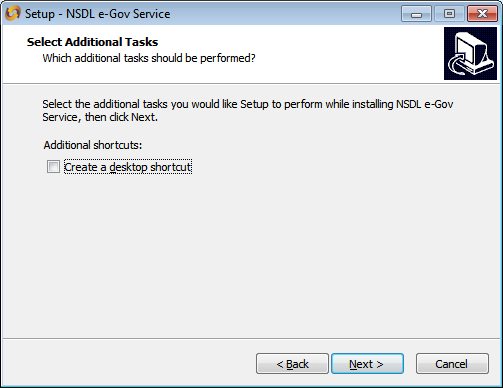 Setup - NSDL e-Gov Service
Select Additional Tasks
Which additional tasks should be performed?
Select the additional tasks you would like Setup to perform while installing NSDL e-Gov
Service, then click Next.
Additional shortcuts:
Create a desktop shortcut
< Back
Next >
Cancel